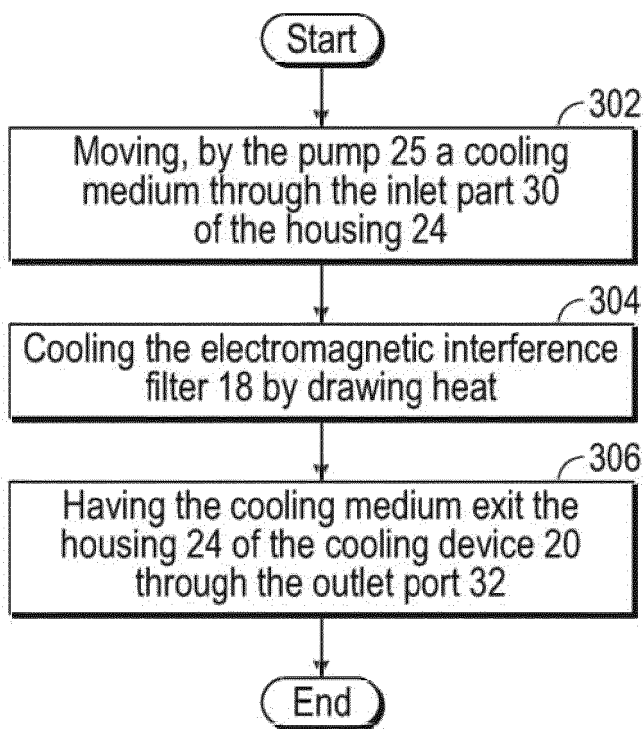 Start
302
Moving, by the pump 25 a cooling
medium through the inlet part 30
of the housing 24
304
Cooling the electromagnetic interference
filter 18 by drawing heat
306
Having the cooling medium exit the
housing 24 of the cooling device 20
through the outlet port 32
End